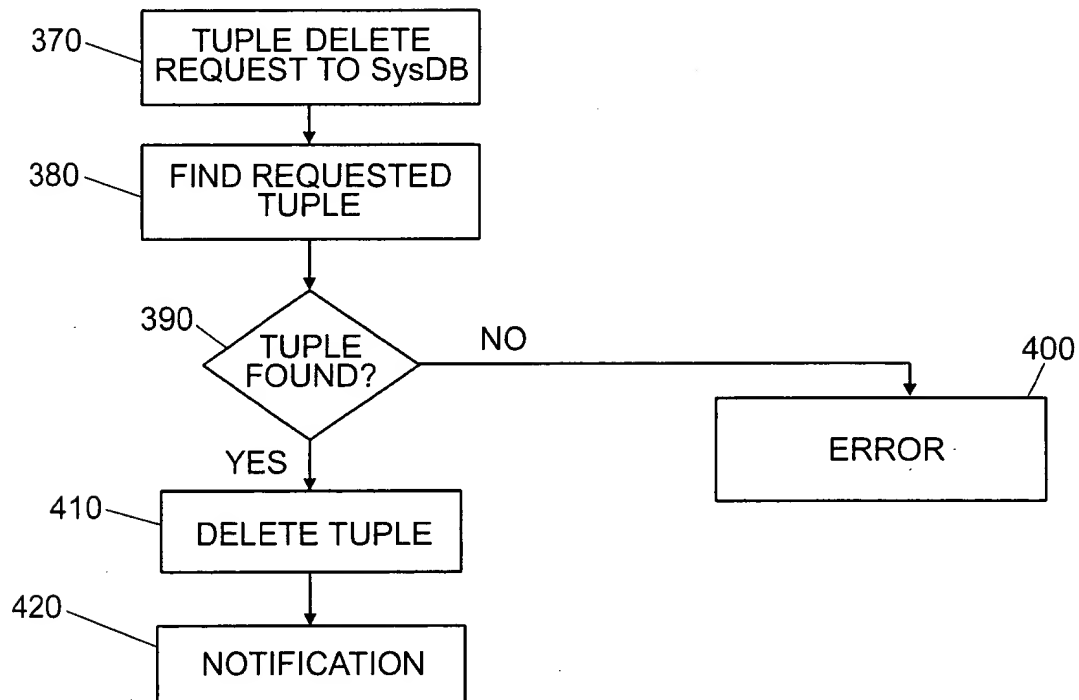 370
TUPLE DELETE
REQUEST TO SysDB
380
FIND REQUESTED
TUPLE
390
TUPLE
FOUND?
NO
400
ERROR
YES
410
DELETE TUPLE
420
NOTIFICATION